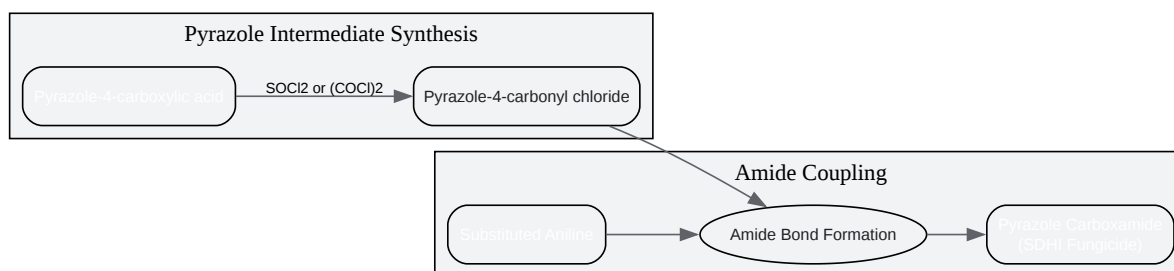 Pyrazole Intermediate Synthesis
Pyrazole-4-carboxylic acid
SOCl2 or (COCl)2
Pyrazole-4-carbonyl chloride
Amide Coupling
Substituted Aniline
Amide Bond Formation
Pyrazole Carboxamide
(SDHI Fungicide)